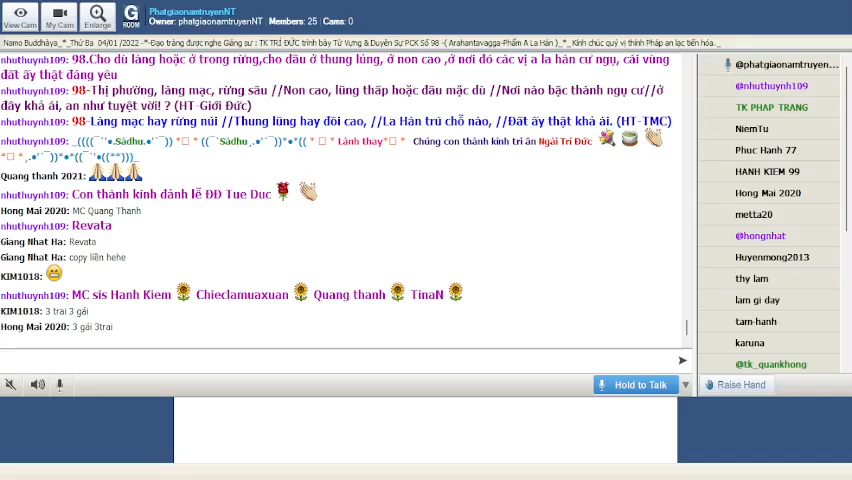 View Cam
My Cam
Enlarge
G
ROOM
PhatgiaonamtruyenNT
Owner: phatgiaonamtruyenNT Members: 25 | Cams: 0
Namo Buddhàya_*_Thứ Ba 04/01 /2022 -*-Đạo tràng được nghe Giảng sư : TK TRÍ ĐỨC trình bày Từ Vựng & Duyên Sự PCK Số 98 -( Arahantavagga-Phẩm A La Hán )_*_Kính chúc quý vị thính Pháp an lạc tiến hóa._
nhuthuynh109: 98.Cho dù làng hoặc ở trong rừng,cho dầu ở thung lủng, ở non cao ,ở nơi đó các vị a la hán cư ngụ, cái vùng
đất ấy thật đáng yêu
nhuthuynh109: 98-Thị phường, làng mạc, rừng sâu //Non cao, lũng thấp hoặc đâu mặc dù //Nơi nào bậc thánh ngụ cư//ở
đây khả ái, an như tuyệt vời! ? (HT-Giới Đức)
nhuthuynh109: 98-Làng mạc hay rừng núi //Thung lũng hay đồi cao, //La Hán trú chỗ nào, //Đất ấy thật khả ái. (HT-TMC)
nhuthuynh109: _((((¯`'•.Sàdhu.•'´¯)) *□ * ((¯`Sàdhu¸.•'´¯))*•*(( * □ * Lành thay*□ * Chúng con thành kính tri ân Ngài Trí Đức
*□ *¸.•'´¯))*•*((¯`'•((**)))_
Quang thanh 2021:
nhuthuynh109: Con thành kính đảnh lễ ĐĐ Tue Duc
Hong Mai 2020: MC Quang Thanh
nhuthuynh109: Revata
Giang Nhat Ha: Revata
Giang Nhat Ha: copy liền hehe
KIM1018:
nhuthuynh109: MC sis Hanh Kiem Chieclamuaxuan Quang thanh TinaN
KIM1018: 3 trai 3 gái
Hong Mai 2020: 3 gái 3trai
@phatgiaonamtruyen...
@nhuthuynh109
TK PHAP TRANG
NiemTu
Phuc Hanh 77
HANH KIEM 99
Hong Mai 2020
metta20
@hongnhat
Huyenmong2013
thy lam
lam gi day
tam-hanh
karuna
@tk_quankhong
Hold to Talk
Raise Hand